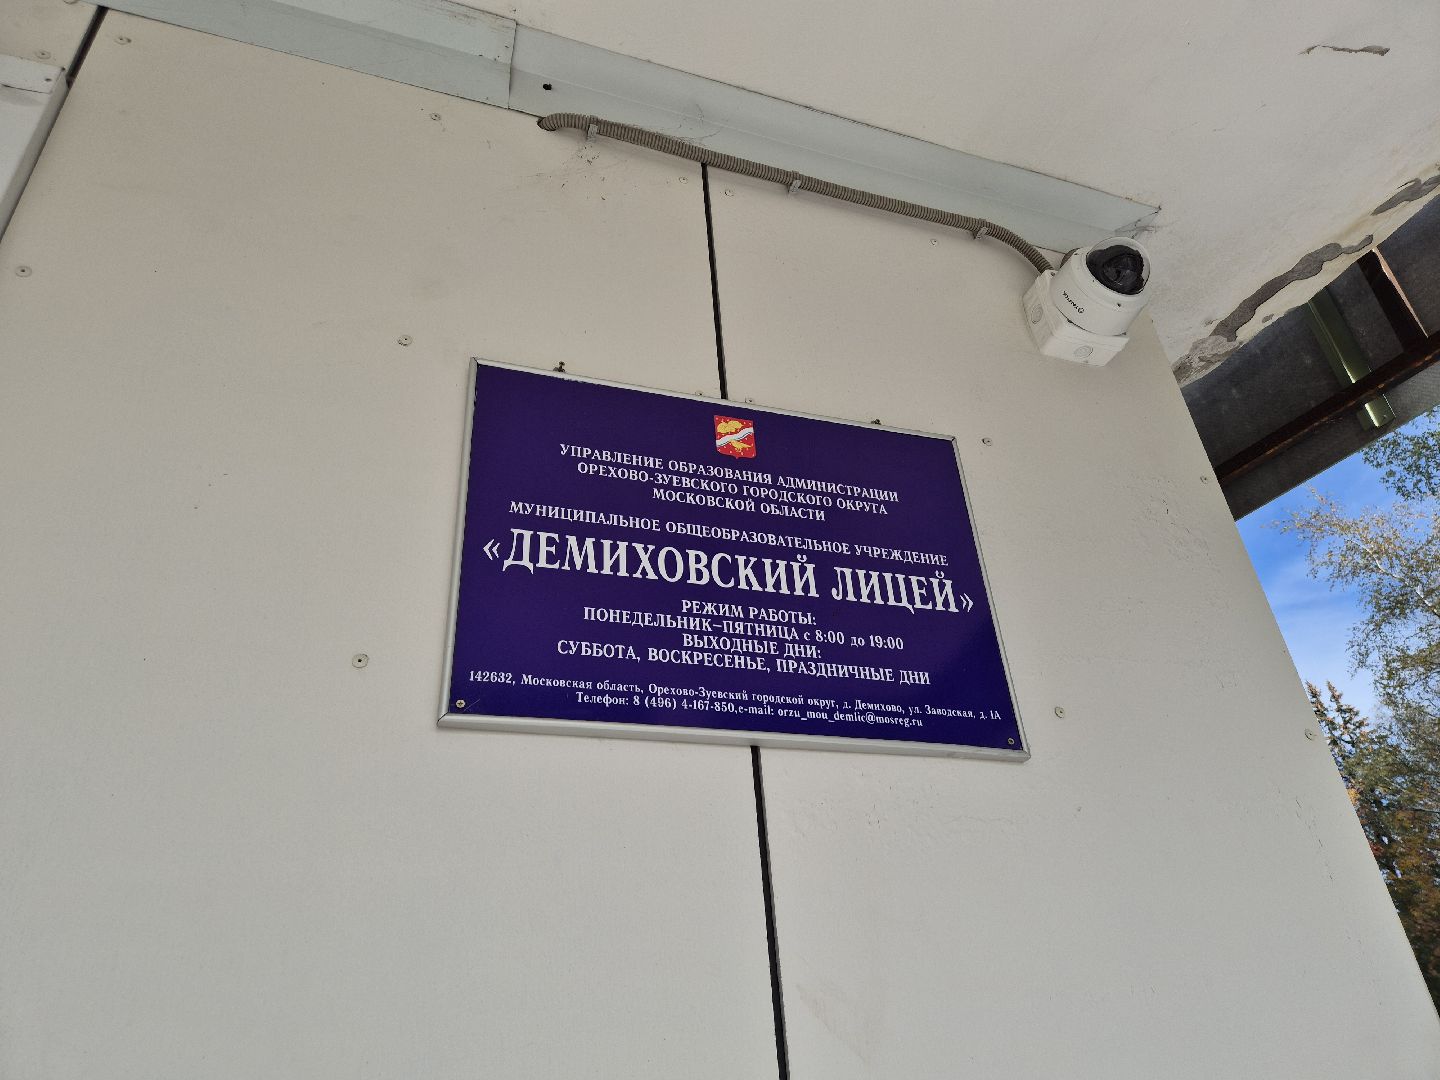 УПРАВЛЕНИЕ ОБРАЗОВАНИЯ АДМИНИСТРАЦИИ
ОРЕХОВО-ЗУЕВСКОГО ГОРОДСКОГО ОКРУГА
МОСКОВСКОЙ ОБЛАСТИ
МУНИЦИПАЛЬНОЕ ОБЩЕОБРАЗОВАТЕЛЬНОЕ УЧРЕЖДЕНИЕ
«ДЕМИХОВСКИЙ ЛИЦЕЙ»
РЕЖИМ РАБОТЫ:
ПОНЕДЕЛЬНИК–ПЯТНИЦА с 8:00 до 19:00
ВЫХОДНЫЕ ДНИ:
СУББОТА, ВОСКРЕСЕНЬЕ, ПРАЗДНИЧНЫЕ ДНИ
142632, Московская область, Орехово-Зуевский городской округ, д. Демихово, ул. Заводская, д. 1А
Телефон: 8 (496) 4-167-850,e-mail: orzu_mou_demlic@mosreg.ru